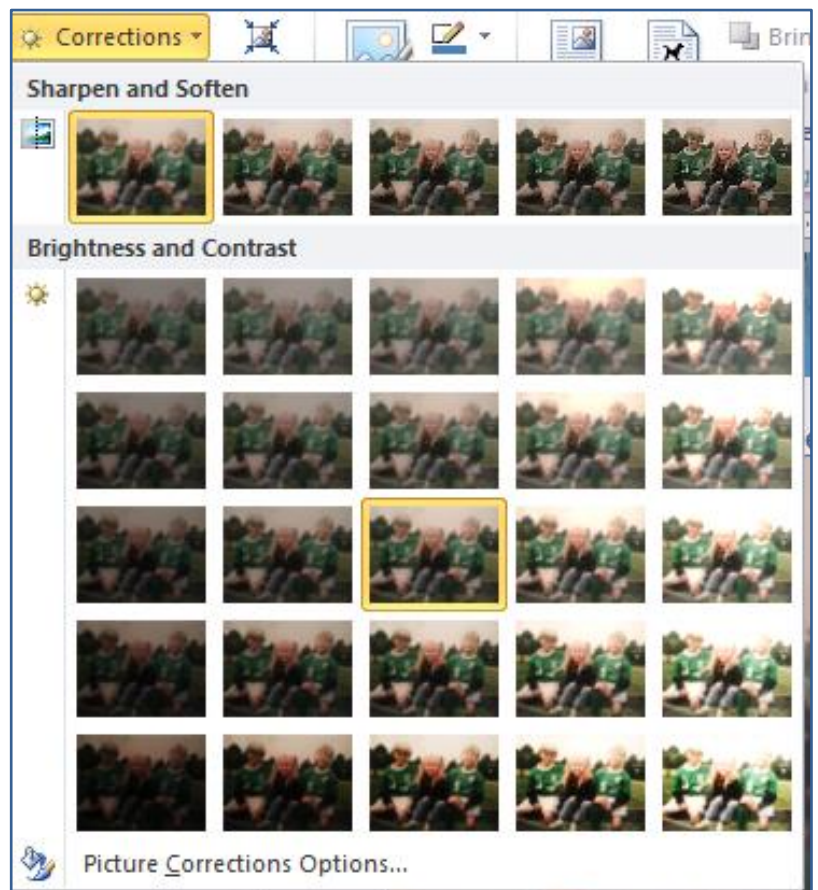 Corrections
Brin
Sharpen and Soften
Brightness and Contrast
Picture Corrections Options...